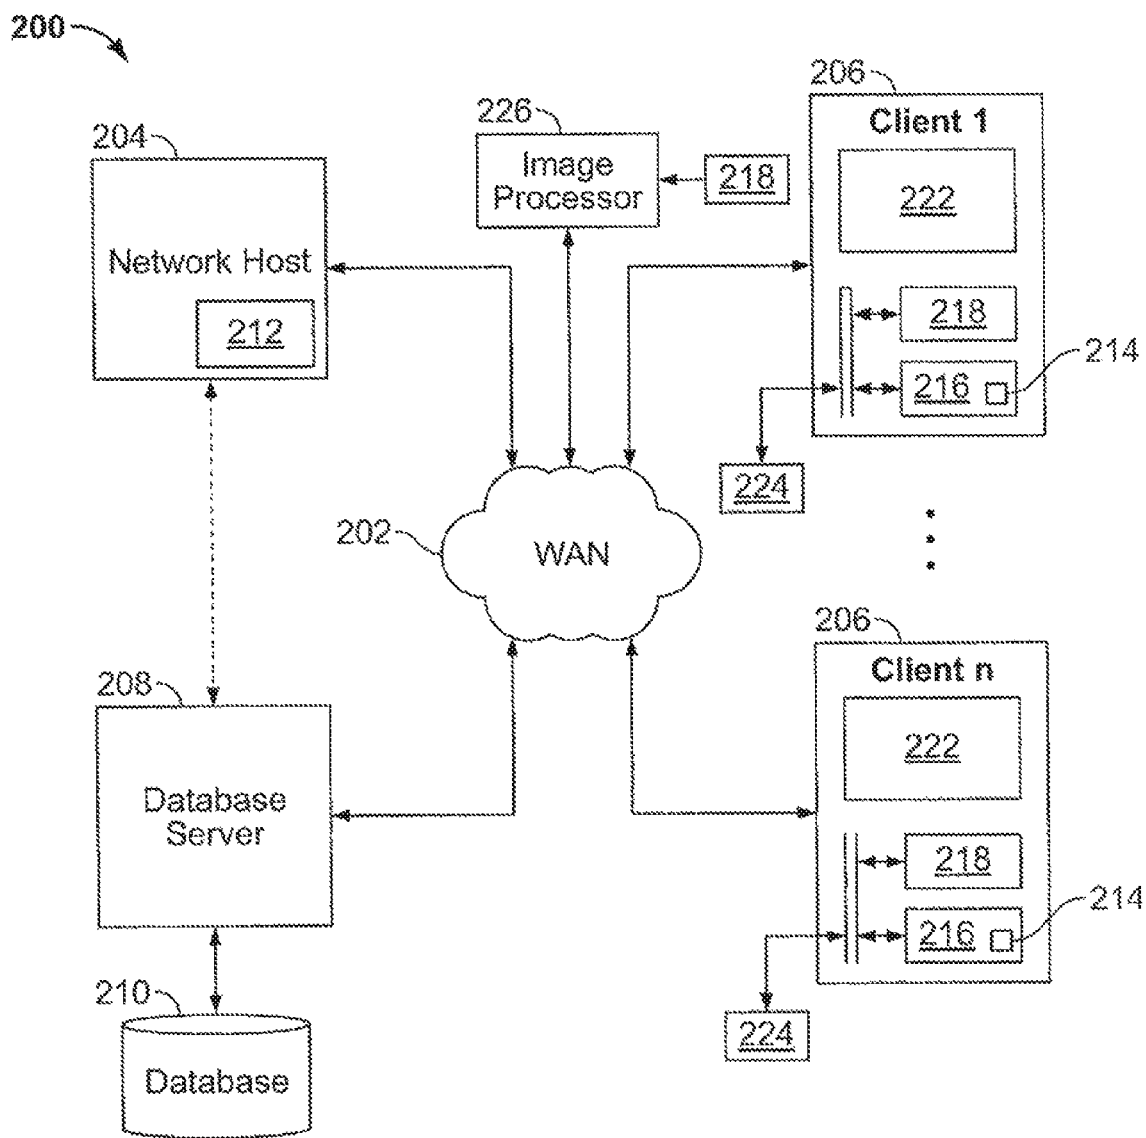 200
204
Network Host
212
226
Image
Processor
218
206
Client 1
222
218
216
214
224
202
WAN
206
Client n
222
218
216
214
224
208
Database
Server
210
Database